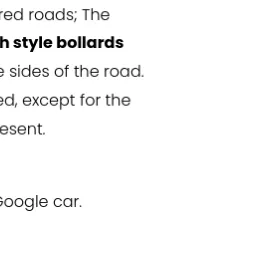 red roads; The
h style bollards
sides of the road.
ed, except for the
esent.
Google car.